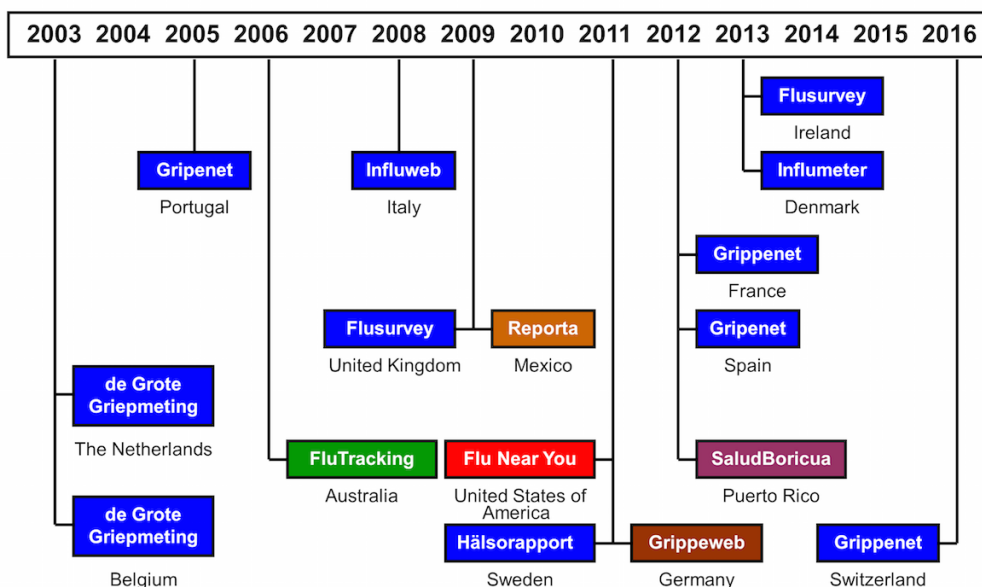 2003 2004 2005 2006 2007 2008 2009 2010 2011 2012 2013 2014 2015 2016
Flusurvey
Ireland
Gripenet
Portugal
Influweb
Italy
Influmeter
Denmark
Grippenet
France
Flusurvey
United Kingdom
Reporta
Mexico
Gripenet
Spain
de Grote
Griepmeting
The Netherlands
FluTracking
Australia
Flu Near You
United States of
America
SaludBoricua
Puerto Rico
de Grote
Griepmeting
Belgium
Hälsorapport
Sweden
Grippeweb
Germany
Grippenet
Switzerland